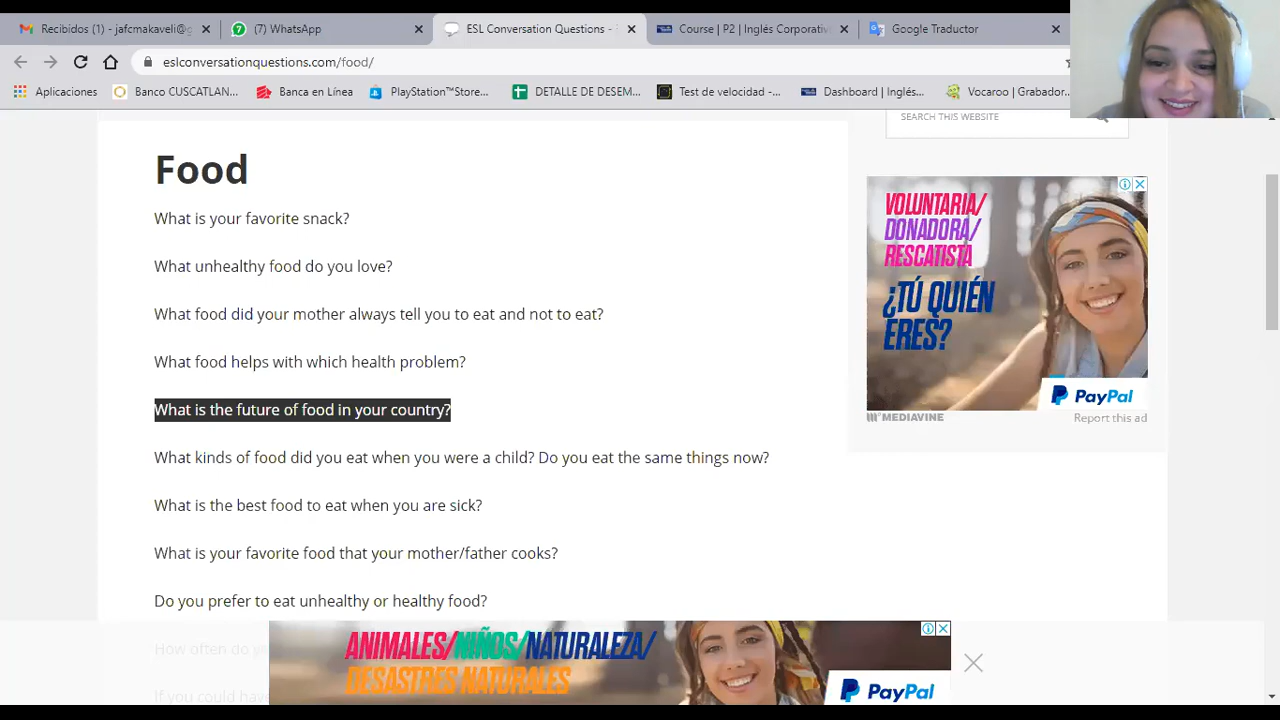 Recibidos (1) - jafcmakaveli@g
(7) WhatsApp
ESL Conversation Questions -
Course | P2 | Inglés Corporativ
Google Traductor
eslconversationquestions.com/food/
Aplicaciones
Banco CUSCATLAN...
Banca en Línea
PlayStation™Store...
DETALLE DE DESEM...
Test de velocidad -...
Dashboard | Inglés...
Vocaroo | Grabador...
SEARCH THIS WEBSITE
Food
What is your favorite snack?
What unhealthy food do you love?
What food did your mother always tell you to eat and not to eat?
What food helps with which health problem?
What is the future of food in your country?
What kinds of food did you eat when you were a child? Do you eat the same things now?
What is the best food to eat when you are sick?
What is your favorite food that your mother/father cooks?
Do you prefer to eat unhealthy or healthy food?
How often do
If you could have
VOLUNTARIA/
DONADORA/
RESCATISTA
¿TÚ QUIÉN
ERES?
PayPal
MEDIAVINE
Report this ad
ANIMALES/NIÑOS/NATURALEZA/
DESASTRES NATURALES
PayPal